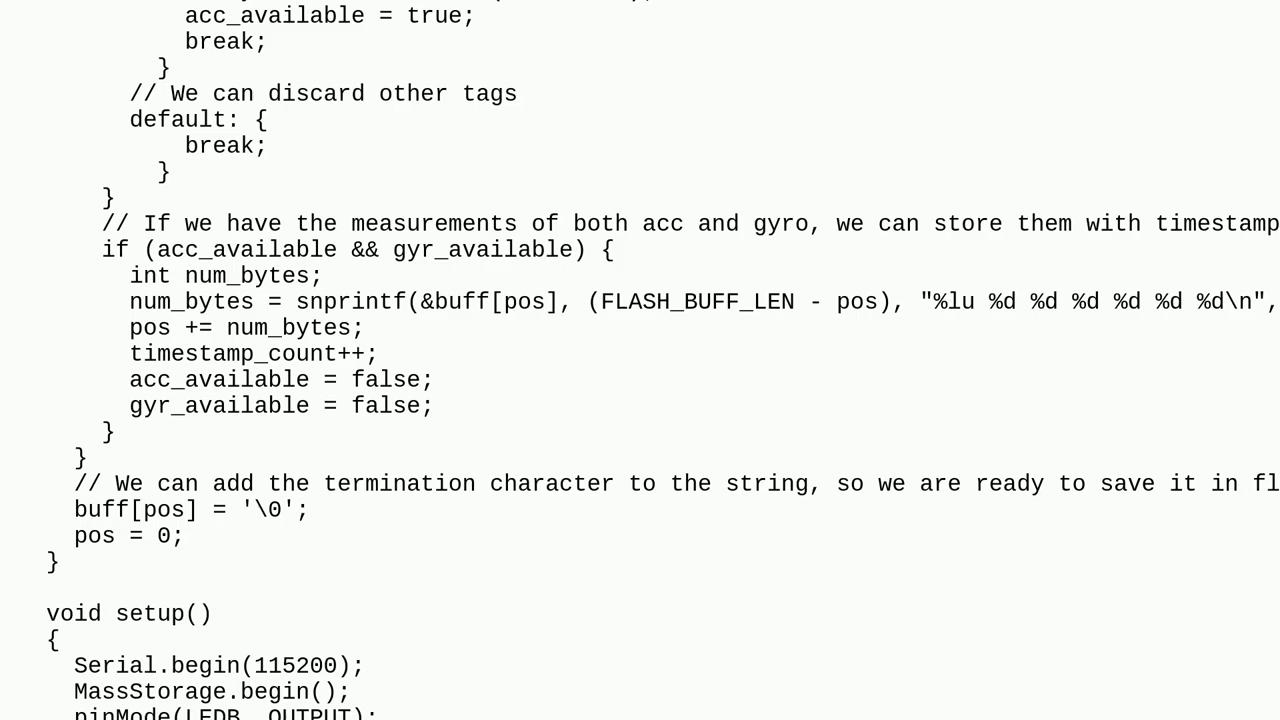 acc_available = true;
break;
}
// We can discard other tags
default: {
break;
}
}
// If we have the measurements of both acc and gyro, we can store them with timestamp
if (acc_available && gyr_available) {
int num_bytes;
num_bytes = snprintf(&buff[pos], (FLASH_BUFF_LEN - pos), "%lu %d %d %d %d %d %d\n",
pos += num_bytes;
timestamp_count++;
acc_available = false;
gyr_available = false;
}
}
// We can add the termination character to the string, so we are ready to save it in fl
buff[pos] = '\0';
pos = 0;
}
void setup()
{
Serial.begin(115200);
MassStorage.begin();
pinMode(LEDB, OUTPUT);